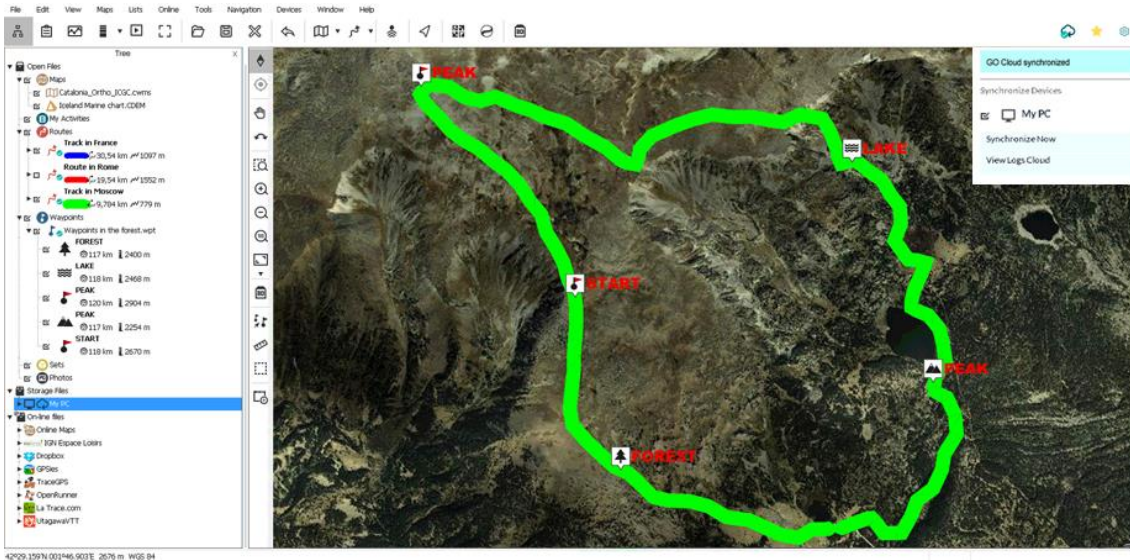 File Edit View Maps Lists Online Tools Navigation Devices Window Help
Tree X
Open Files
Maps
Catalonia_Ortho_ICGC.cwms
Iceland Marine chart.CDEM
My Activities
Routes
Track in France
30,54 km 1097 m
Route in Rome
19,54 km 1552 m
Track in Moscow
9,784 km 779 m
Waypoints
Waypoints in the forest.wpt
FOREST
117 km 2400 m
LAKE
118 km 2468 m
PEAK
120 km 2904 m
PEAK
117 km 2254 m
START
118 km 2670 m
Sets
Photos
Storage Files
My PC
On-line files
Online Maps
IGN Espace Loisirs
Dropbox
GPSies
TraceGPS
OpenRunner
La Trace.com
UtagawaVTT
PEAK
LAKE
START
PEAK
FOREST
GO Cloud synchronized
Synchronize Devices
My PC
Synchronize Now
View Logs Cloud
42º29.159'N 001º46.903'E 2676 m WGS 84